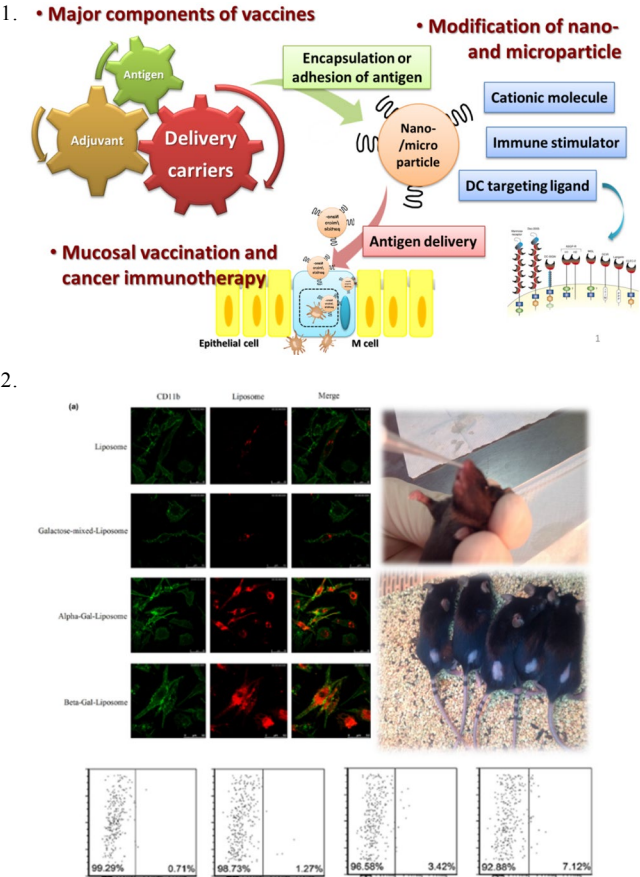 1.
• Major components of vaccines
• Modification of nano-
and microparticle
Antigen
Adjuvant
Delivery
carriers
Encapsulation or
adhesion of antigen
Nano-
/micro
particle
Cationic molecule
Immune stimulator
DC targeting ligand
Antigen delivery
• Mucosal vaccination and
cancer immunotherapy
Epithelial cell
M cell
1
2.
(a)
CD11b
Liposome
Merge
Liposome
Galactose-mixed-Liposome
Alpha-Gal-Liposome
Beta-Gal-Liposome
99.29%
0.71%
98.73%
1.27%
96.58%
3.42%
92.88%
7.12%